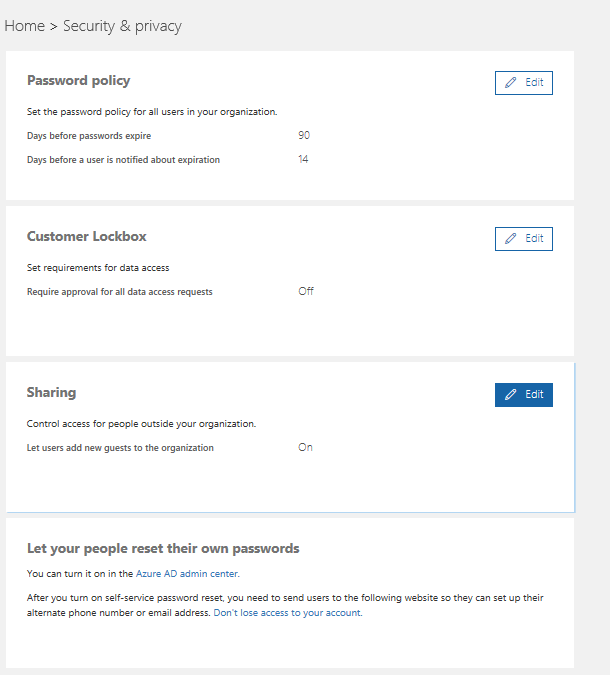 Home > Security & privacy
Password policy
Edit
Set the password policy for all users in your organization.
Days before passwords expire 90
Days before a user is notified about expiration 14
Customer Lockbox
Edit
Set requirements for data access
Require approval for all data access requests Off
Sharing
Edit
Control access for people outside your organization.
Let users add new guests to the organization On
Let your people reset their own passwords
You can turn it on in the Azure AD admin center.
After you turn on self-service password reset, you need to send users to the following website so they can set up their
alternate phone number or email address. Don't lose access to your account.